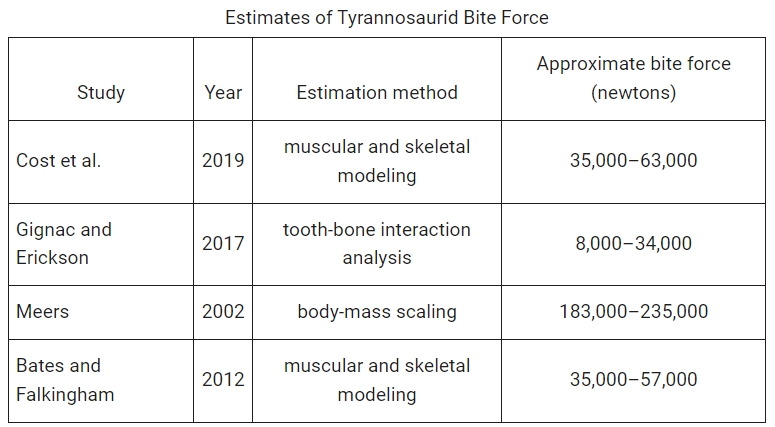 Estimates of Tyrannosaurid Bite Force
Study
Year
Estimation method
Approximate bite force
(newtons)
Cost et al.
2019
muscular and skeletal
modeling
35,000–63,000
Gignac and
Erickson
2017
tooth-bone interaction
analysis
8,000–34,000
Meers
2002
body-mass scaling
183,000–235,000
Bates and
Falkingham
2012
muscular and skeletal
modeling
35,000–57,000